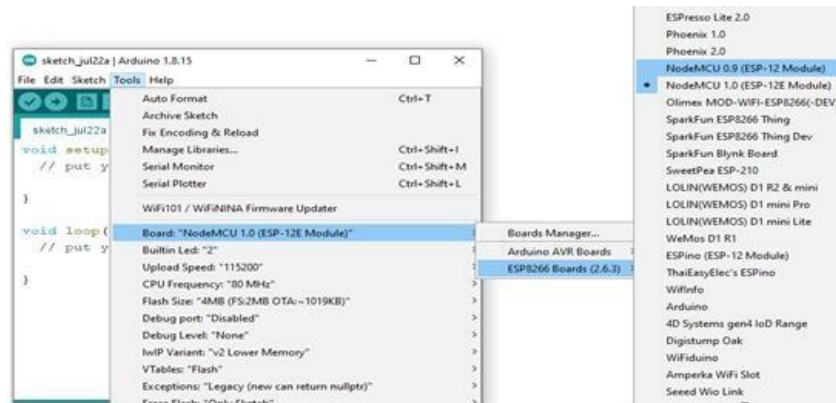 sketch_jul22a | Arduino 1.8.15
File Edit Sketch Tools Help
sketch_jul22a
void setup
// put y
}
void loop(
// put y
}
Auto Format Ctrl+T
Archive Sketch
Fix Encoding & Reload
Manage Libraries... Ctrl+Shift+I
Serial Monitor Ctrl+Shift+M
Serial Plotter Ctrl+Shift+L
WiFi101 / WiFiNINA Firmware Updater
Board: "NodeMCU 1.0 (ESP-12E Module)"
Builtin Led: "2"
Upload Speed: "115200"
CPU Frequency: "80 MHz"
Flash Size: "4MB (FS:2MB OTA:~1019KB)"
Debug port: "Disabled"
Debug Level: "None"
lwIP Variant: "v2 Lower Memory"
VTables: "Flash"
Exceptions: "Legacy (new can return nullptr)"
Erase Flash: "Only Sketch"
Boards Manager...
Arduino AVR Boards
ESP8266 Boards (2.6.3)
ESPresso Lite 2.0
Phoenix 1.0
Phoenix 2.0
NodeMCU 0.9 (ESP-12 Module)
NodeMCU 1.0 (ESP-12E Module)
Olimex MOD-WIFI-ESP8266(-DEV
SparkFun ESP8266 Thing
SparkFun ESP8266 Thing Dev
SparkFun Blynk Board
SweetPea ESP-210
LOLIN(WEMOS) D1 R2 & mini
LOLIN(WEMOS) D1 mini Pro
LOLIN(WEMOS) D1 mini Lite
WeMos D1 R1
ESPino (ESP-12 Module)
ThaiEasyElec's ESPino
WifInfo
Arduino
4D Systems gen4 IoD Range
Digistump Oak
WiFiduino
Amperka WiFi Slot
Seeed Wio Link